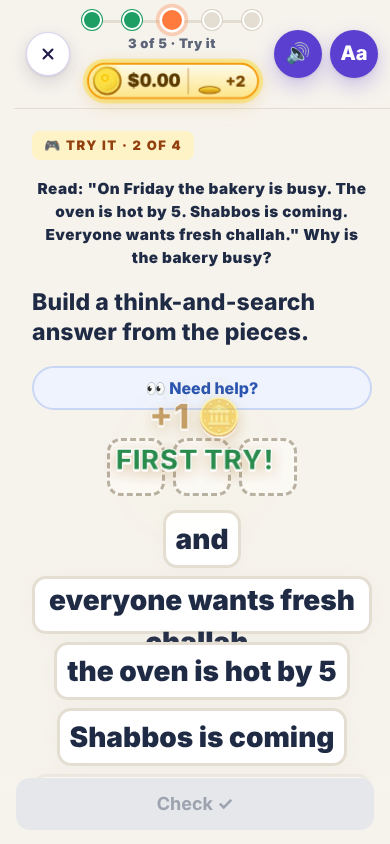 3 of 5 · Try it
$0.00
+2
Aa
TRY IT · 2 OF 4
Read: "On Friday the bakery is busy. The
oven is hot by 5. Shabbos is coming.
Everyone wants fresh challah." Why is
the bakery busy?
Build a think-and-search
answer from the pieces.
👀 Need help?
+1
FIRST TRY!
and
everyone wants fresh
challah
the oven is hot by 5
Shabbos is coming
Check ✓